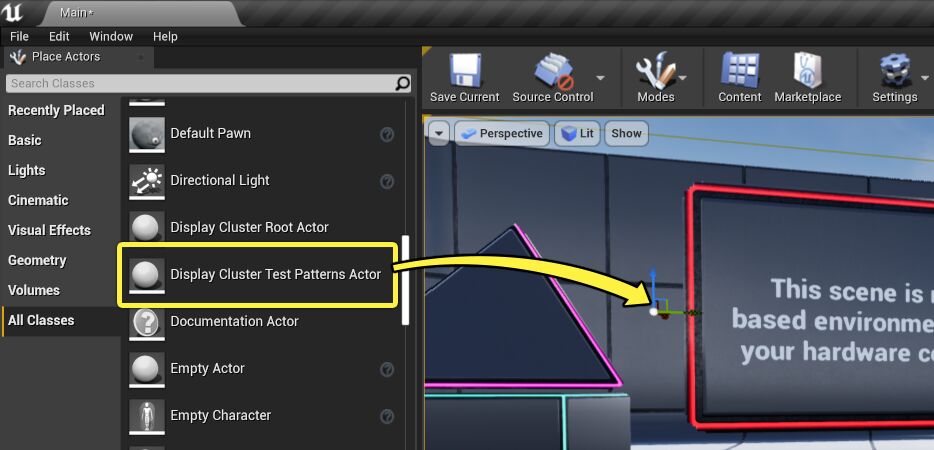 Main*
File Edit Window Help
Place Actors
Search Classes
Recently Placed
Basic
Lights
Cinematic
Visual Effects
Geometry
Volumes
All Classes
Default Pawn
Directional Light
Display Cluster Root Actor
Display Cluster Test Patterns Actor
Documentation Actor
Empty Actor
Empty Character
Save Current Source Control Modes Content Marketplace Settings
Perspective Lit Show
This scene is
based environme
your hardware c